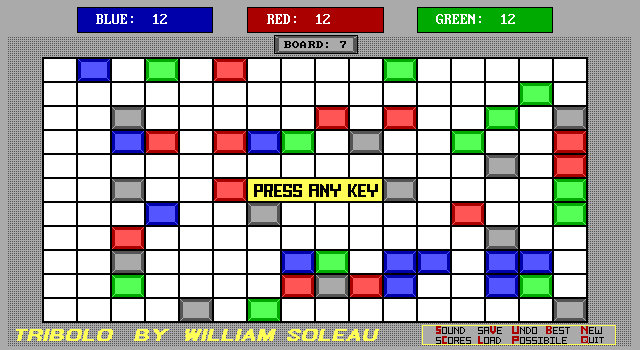 BLUE: 12 RED: 12 GREEN: 12
BOARD: 7
PRESS ANY KEY
TRIBOLO BY WILLIAM SOLEAU
SOUND SAVE UNDO BEST NEW
SCORES LOAD POSSIBILE QUIT